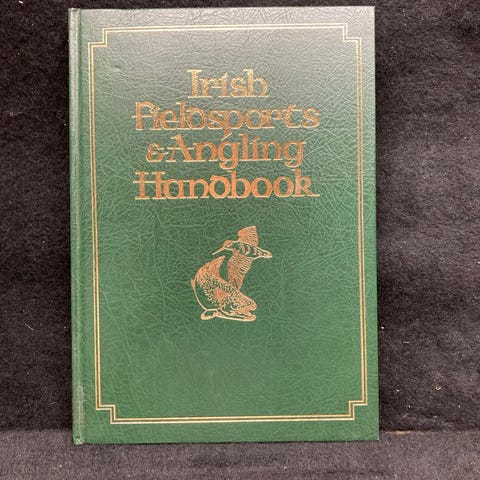 Irish
Fieldsports
& Angling
Handbook